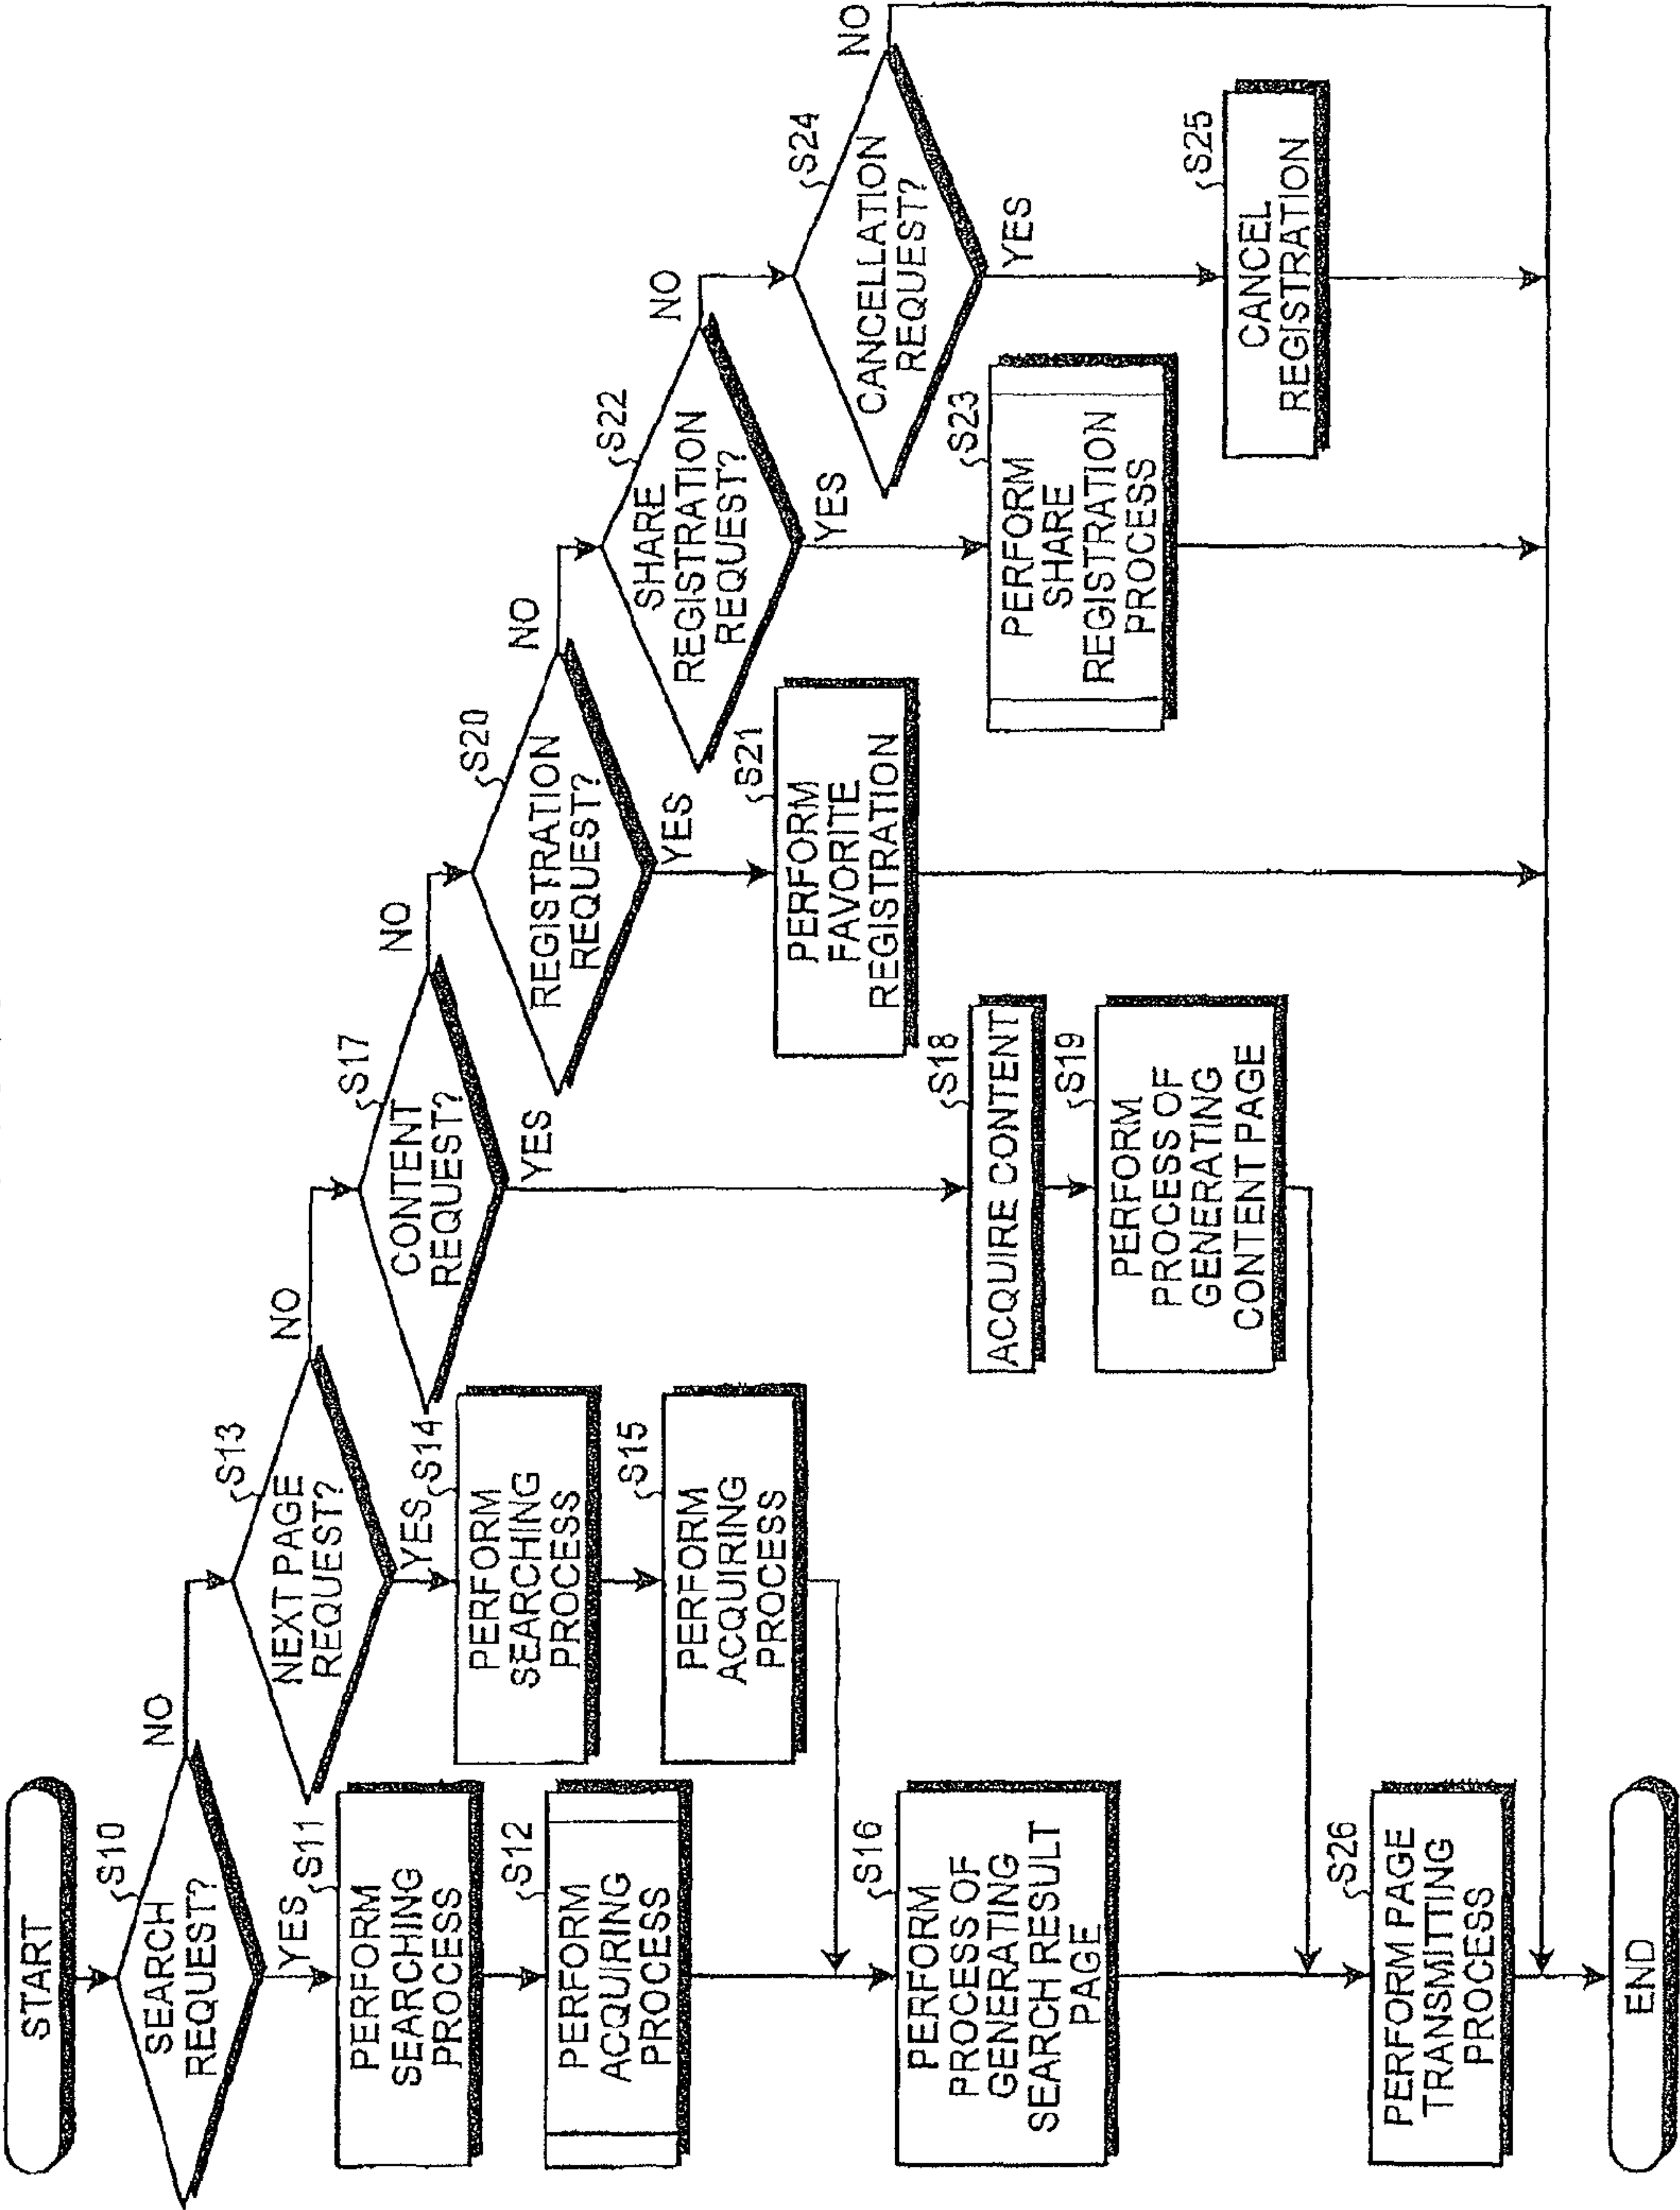 START
S10
SEARCH
REQUEST?
NO
YES
S11
PERFORM
SEARCHING
PROCESS
S12
PERFORM
ACQUIRING
PROCESS
S13
NEXT PAGE
REQUEST?
NO
YES
S14
PERFORM
SEARCHING
PROCESS
S15
PERFORM
ACQUIRING
PROCESS
S16
PERFORM
PROCESS OF
GENERATING
SEARCH RESULT
PAGE
S17
CONTENT
REQUEST?
NO
YES
S18
ACQUIRE CONTENT
S19
PERFORM
PROCESS OF
GENERATING
CONTENT PAGE
S20
REGISTRATION
REQUEST?
NO
YES
S21
PERFORM
FAVORITE
REGISTRATION
S22
SHARE
REGISTRATION
REQUEST?
NO
YES
S23
PERFORM
SHARE
REGISTRATION
PROCESS
S24
CANCELLATION
REQUEST?
NO
YES
S25
CANCEL
REGISTRATION
S26
PERFORM PAGE
TRANSMITTING
PROCESS
END